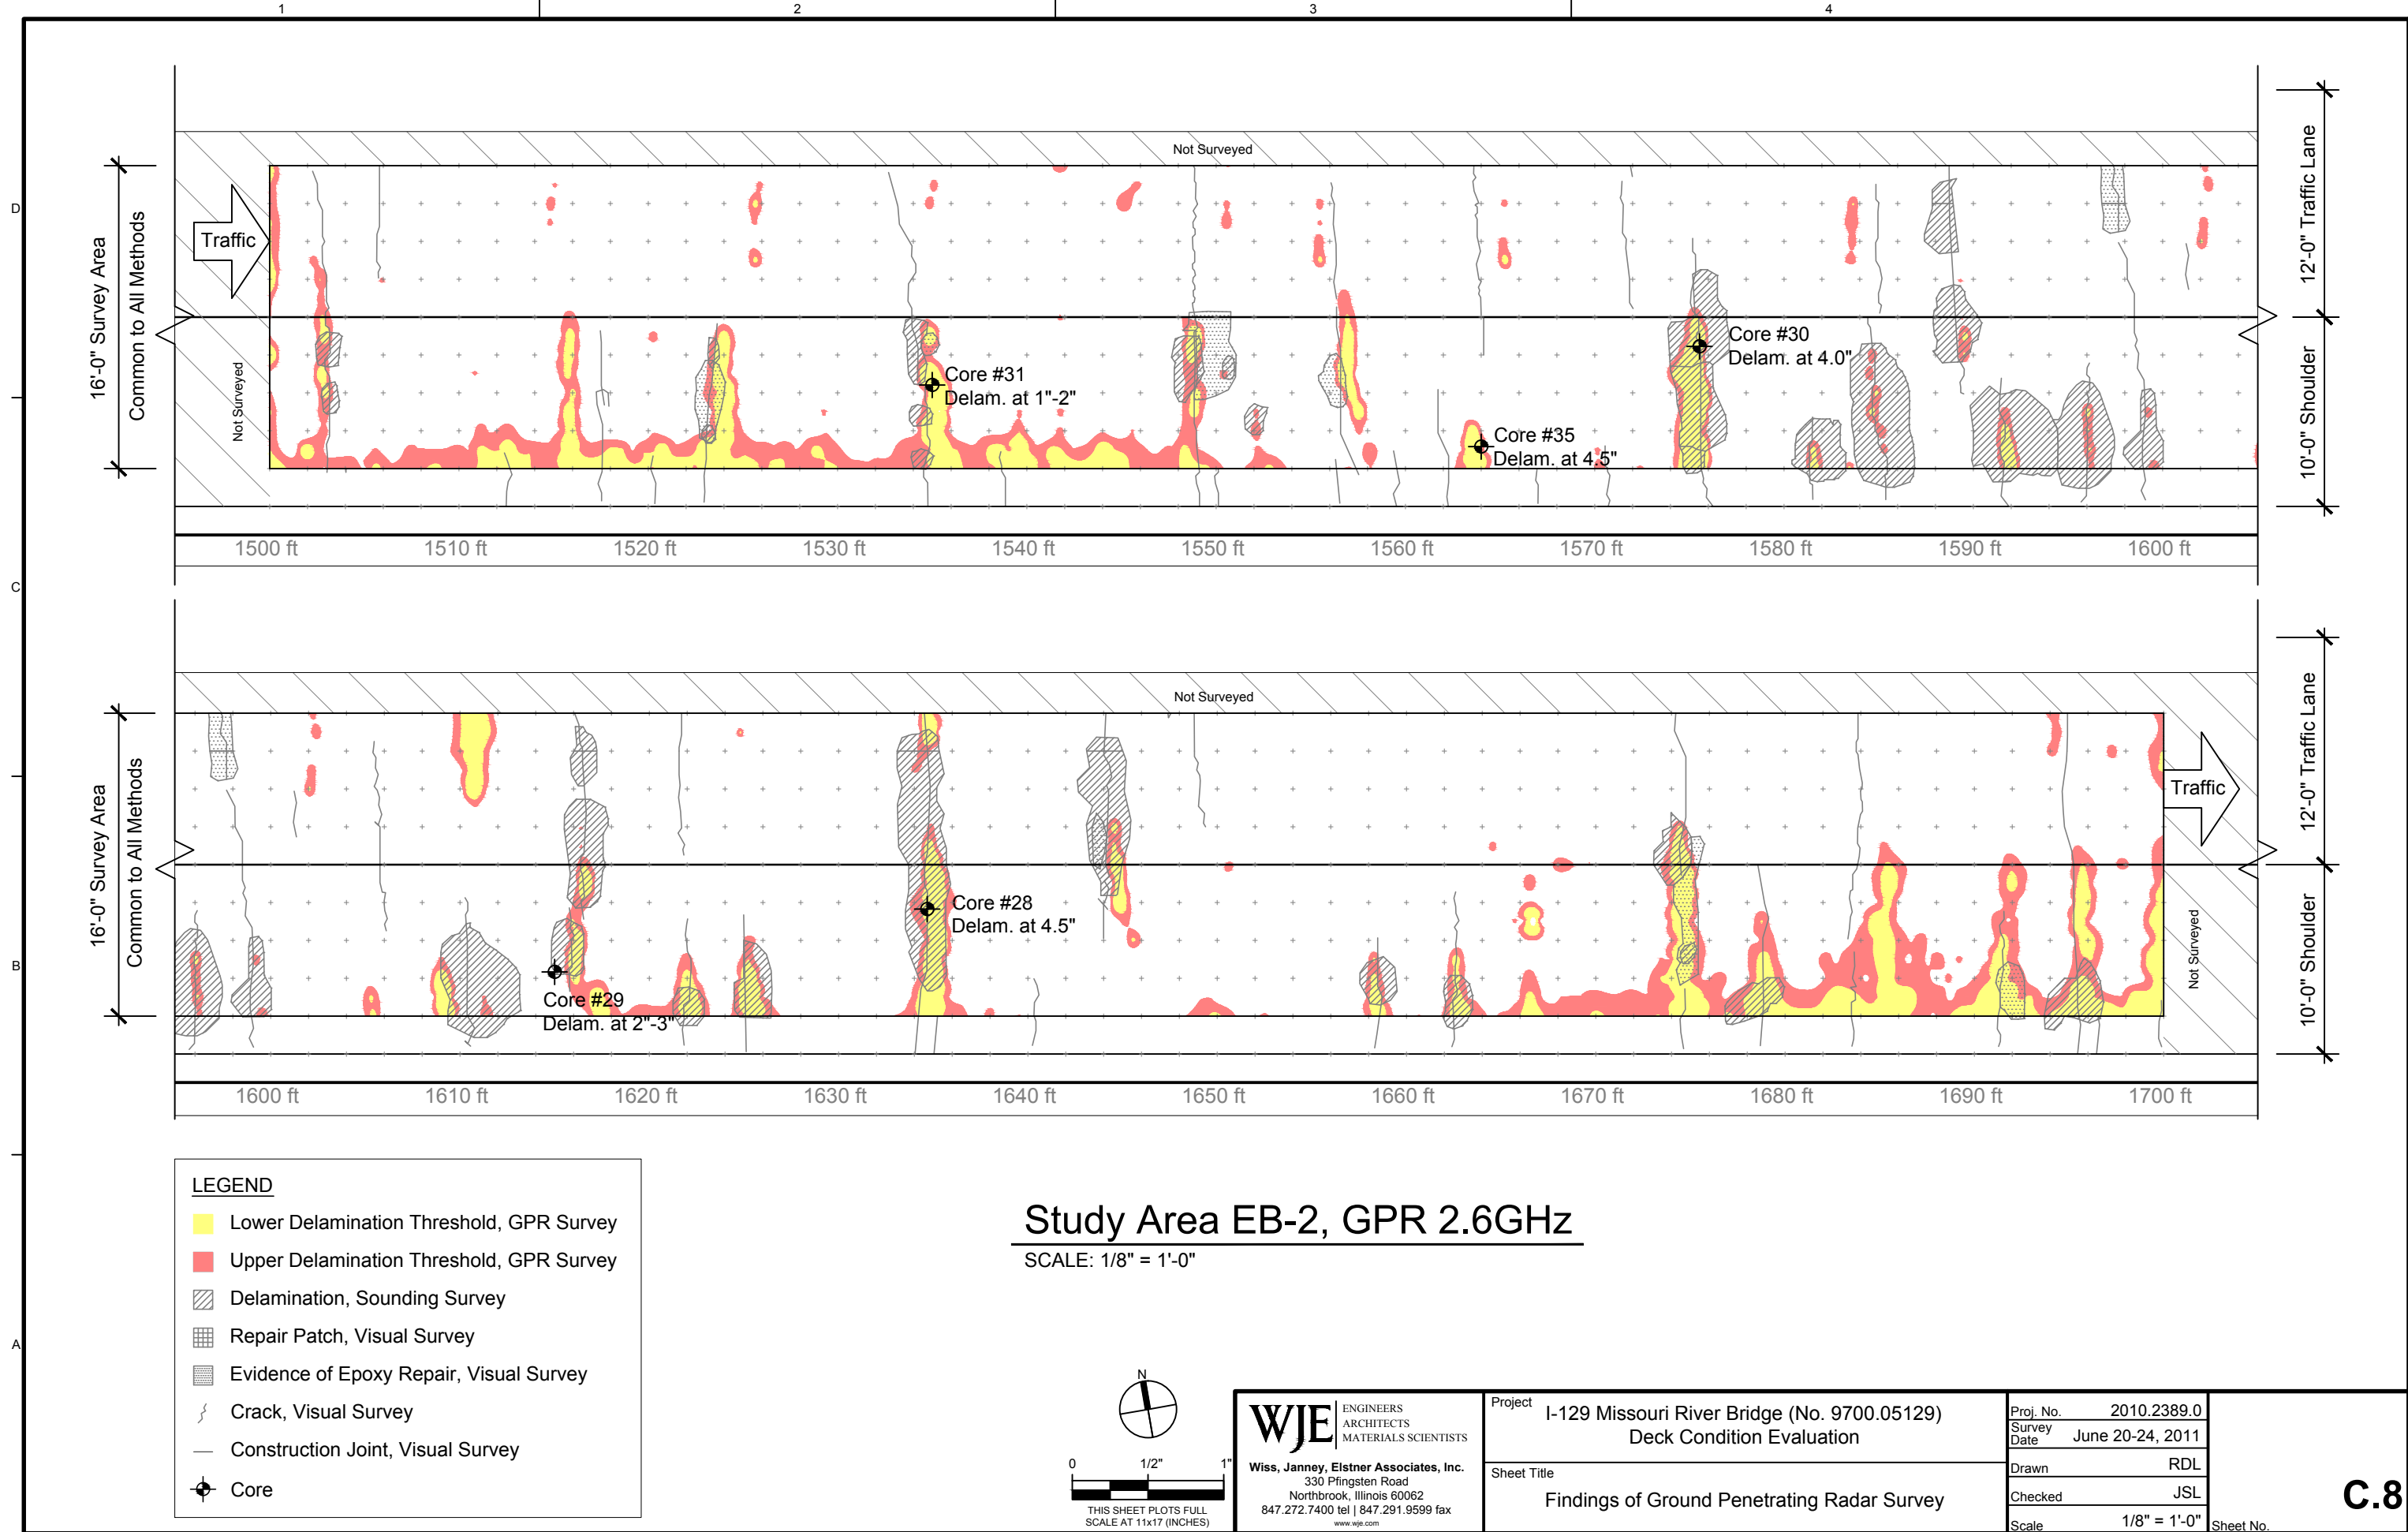 1 2 3 4
D
C
B
A
Not Surveyed
16'-0" Survey Area
Common to All Methods
Traffic
Not Surveyed
Core #31
Delam. at 1"-2"
Core #35
Delam. at 4.5"
Core #30
Delam. at 4.0"
12'-0" Traffic Lane
10'-0" Shoulder
1500 ft 1510 ft 1520 ft 1530 ft 1540 ft 1550 ft 1560 ft 1570 ft 1580 ft 1590 ft 1600 ft
Not Surveyed
16'-0" Survey Area
Common to All Methods
Core #29
Delam. at 2"-3"
Core #28
Delam. at 4.5"
Traffic
Not Surveyed
12'-0" Traffic Lane
10'-0" Shoulder
1600 ft 1610 ft 1620 ft 1630 ft 1640 ft 1650 ft 1660 ft 1670 ft 1680 ft 1690 ft 1700 ft
LEGEND
Lower Delamination Threshold, GPR Survey
Upper Delamination Threshold, GPR Survey
Delamination, Sounding Survey
Repair Patch, Visual Survey
Evidence of Epoxy Repair, Visual Survey
Crack, Visual Survey
Construction Joint, Visual Survey
Core
Study Area EB-2, GPR 2.6GHz
SCALE: 1/8" = 1'-0"
N
0 1/2" 1"
THIS SHEET PLOTS FULL
SCALE AT 11x17 (INCHES)
WJE
ENGINEERS
ARCHITECTS
MATERIALS SCIENTISTS
Wiss, Janney, Elstner Associates, Inc.
330 Pfingsten Road
Northbrook, Illinois 60062
847.272.7400 tel | 847.291.9599 fax
www.wje.com
Project
I-129 Missouri River Bridge (No. 9700.05129)
Deck Condition Evaluation
Sheet Title
Findings of Ground Penetrating Radar Survey
Proj. No. 2010.2389.0
Survey
Date June 20-24, 2011
Drawn RDL
Checked JSL
Scale 1/8" = 1'-0"
C.8
Sheet No.